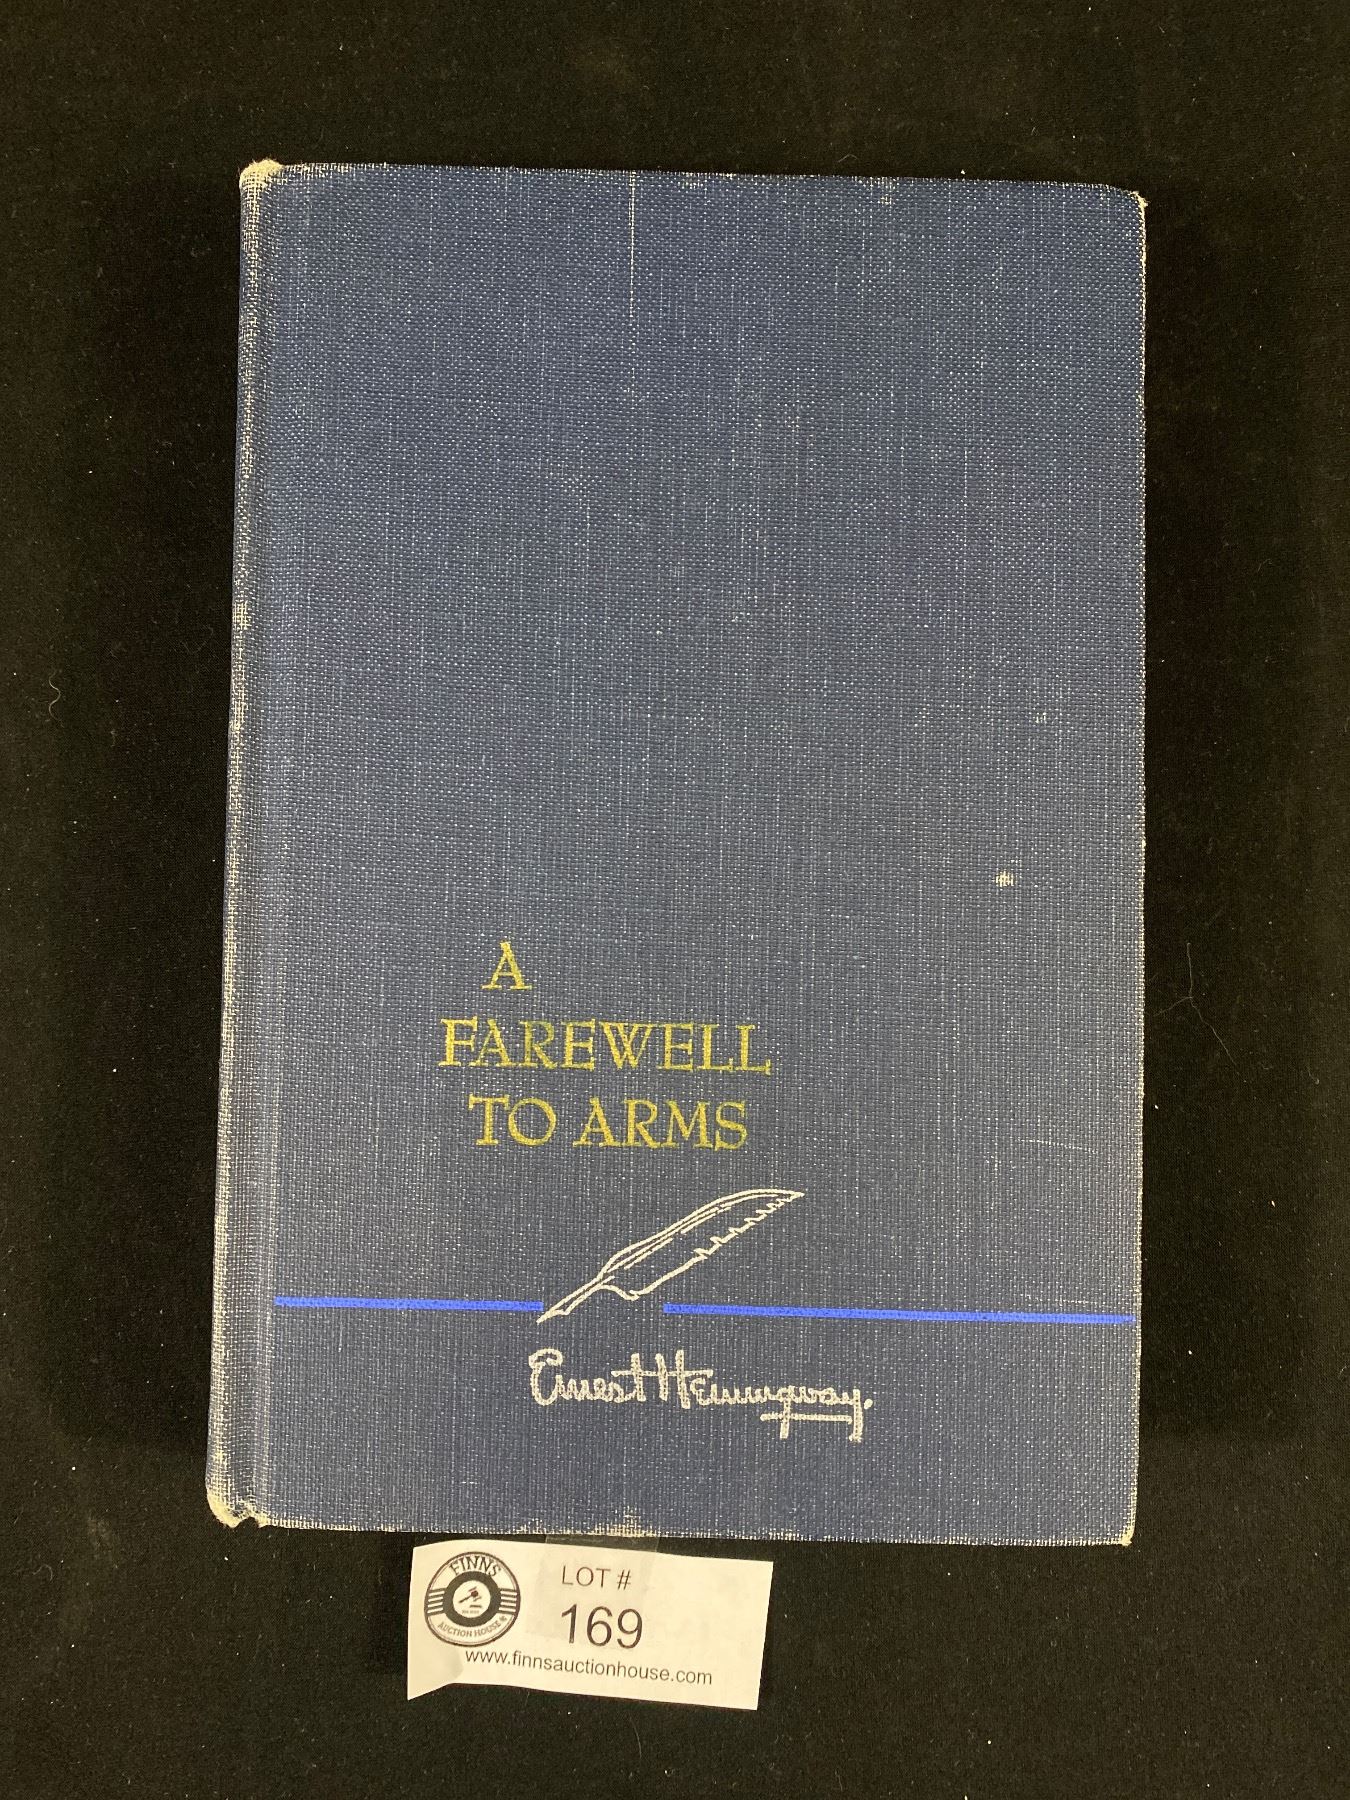 A
FAREWELL
TO ARMS
Ernest Hemingway.
FINNS
AUCTION HOUSE
LOT #
169
www.finnsauctionhouse.com